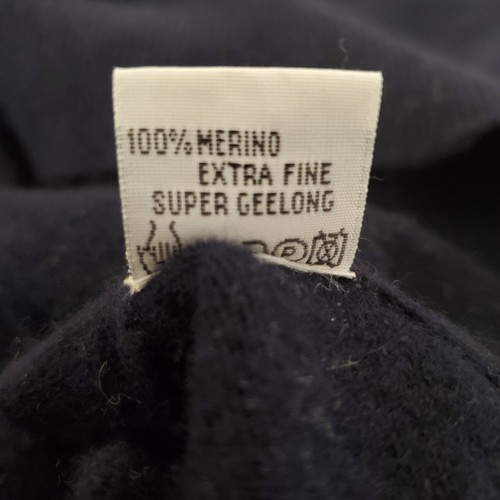 100% MERINO
EXTRA FINE
SUPER GEELONG
P